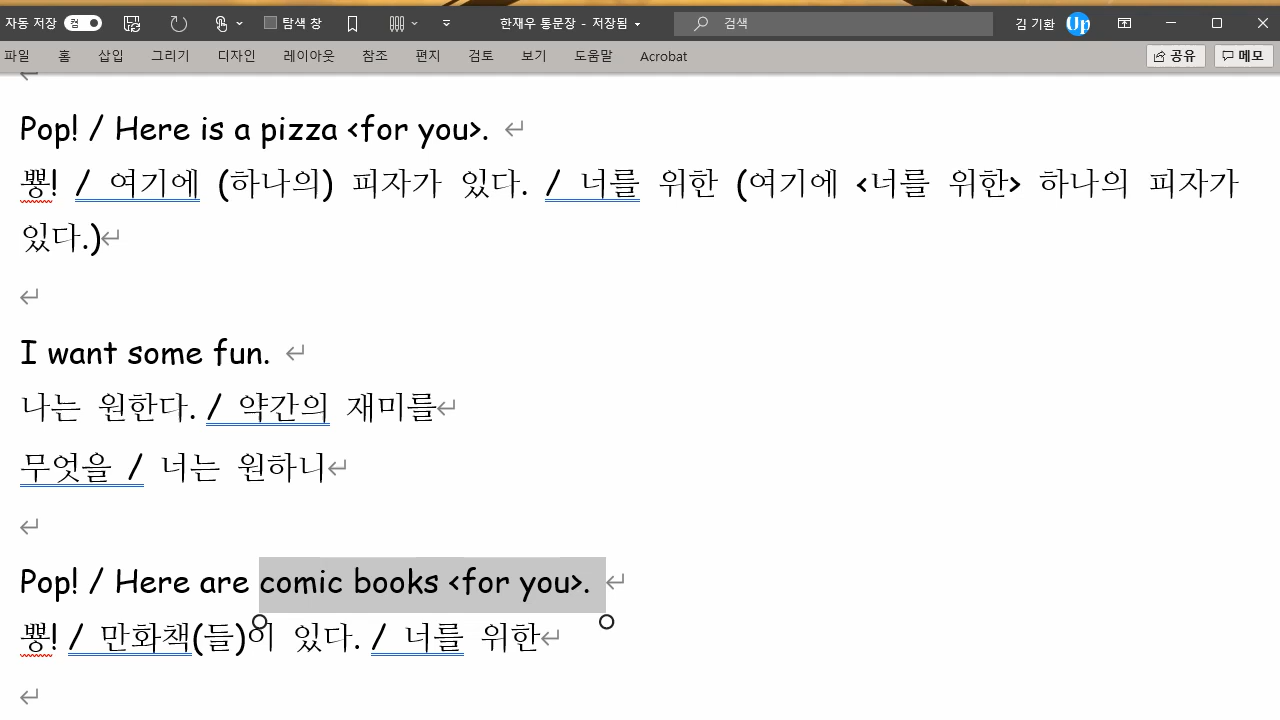 자동 저장 컴 탐색 창 한재우 통문장 - 저장됨 검색 김 기환 Up
파일 홈 삽입 그리기 디자인 레이아웃 참조 편지 검토 보기 도움말 Acrobat 공유 메모
Pop! / Here is a pizza <for you>.
뿅! / 여기에 (하나의) 피자가 있다. / 너를 위한 (여기에 <너를 위한> 하나의 피자가
있다.)
I want some fun.
나는 원한다. / 약간의 재미를
무엇을 / 너는 원하니
Pop! / Here are comic books <for you>.
뿅! / 만화책(들)이 있다. / 너를 위한